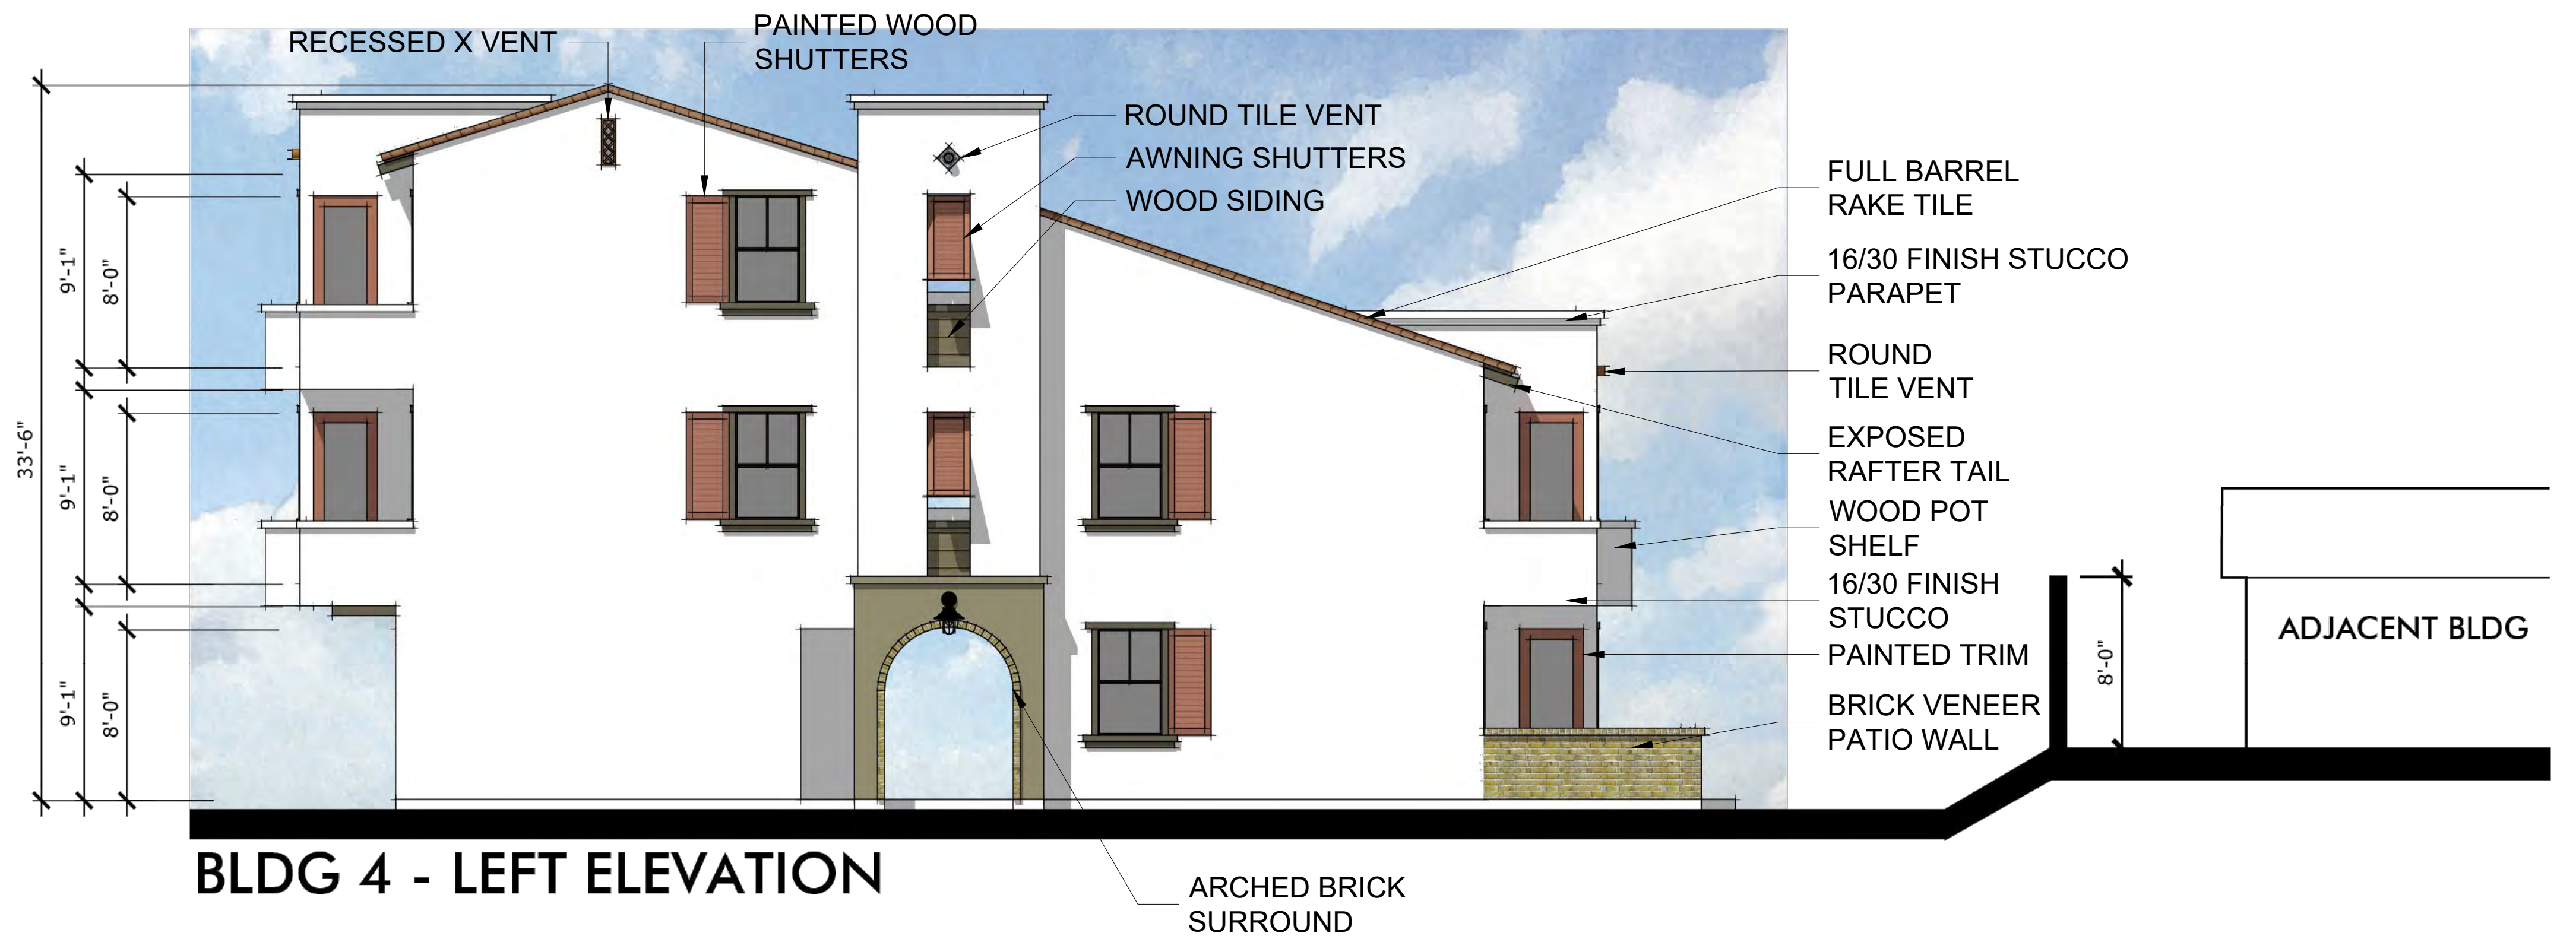 RECESSED X VENT
PAINTED WOOD
SHUTTERS
ROUND TILE VENT
AWNING SHUTTERS
WOOD SIDING
FULL BARREL
RAKE TILE
16/30 FINISH STUCCO
PARAPET
ROUND
TILE VENT
EXPOSED
RAFTER TAIL
WOOD POT
SHELF
16/30 FINISH
STUCCO
PAINTED TRIM
BRICK VENEER
PATIO WALL
ARCHED BRICK
SURROUND
33'-6"
9'-1"
8'-0"
9'-1"
8'-0"
9'-1"
8'-0"
8'-0"
ADJACENT BLDG
BLDG 4 - LEFT ELEVATION